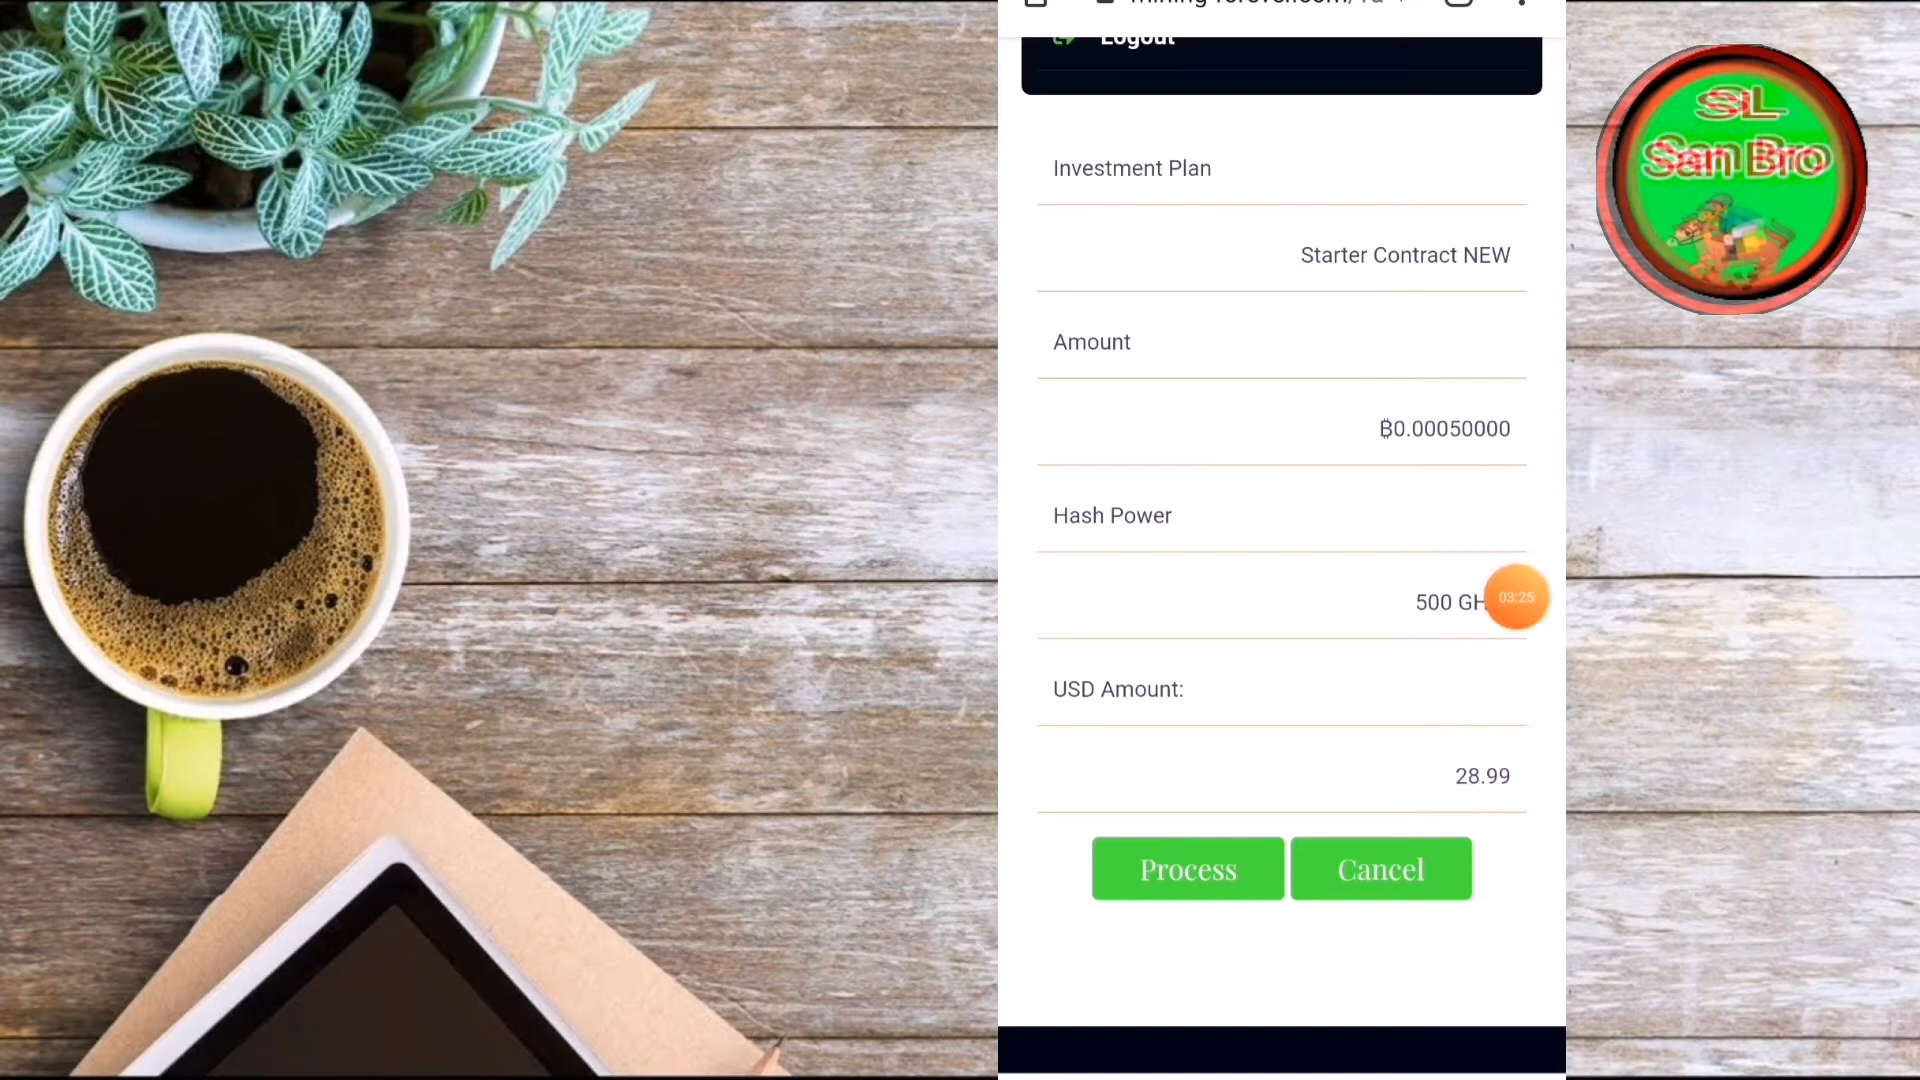 Logout
Investment Plan
Starter Contract NEW
Amount
₿0.00050000
Hash Power
500 GH
03:25
USD Amount:
28.99
Process
Cancel
SL
San Bro